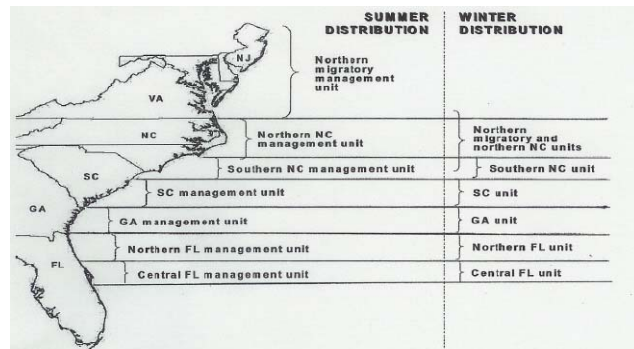 SUMMER DISTRIBUTION
WINTER DISTRIBUTION
NJ
Northern
migratory
management
unit
VA
NC
Northern NC
management unit
Northern
migratory and
northern NC units
Southern NC management unit
Southern NC unit
SC
SC management unit
SC unit
GA
GA management unit
GA unit
Northern FL management unit
Northern FL unit
FL
Central FL management unit
Central FL unit